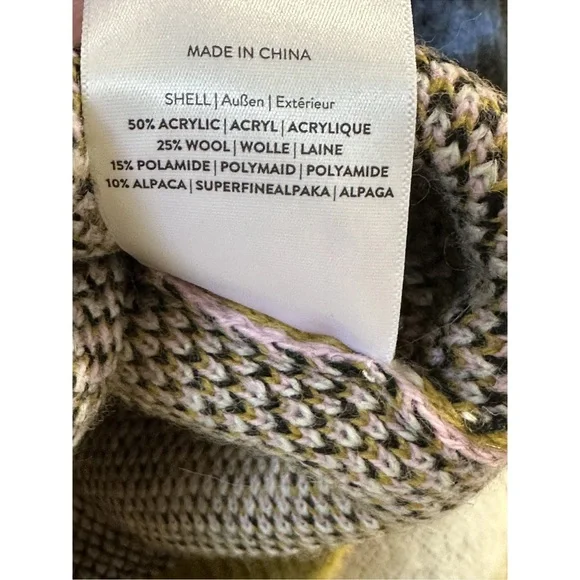 MADE IN CHINA
SHELL | Außen | Extérieur
50% ACRYLIC | ACRYL | ACRYLIQUE
25% WOOL | WOLLE | LAINE
15% POLAMIDE | POLYMAID | POLYAMIDE
10% ALPACA | SUPERFINEALPAKA | ALPAGA